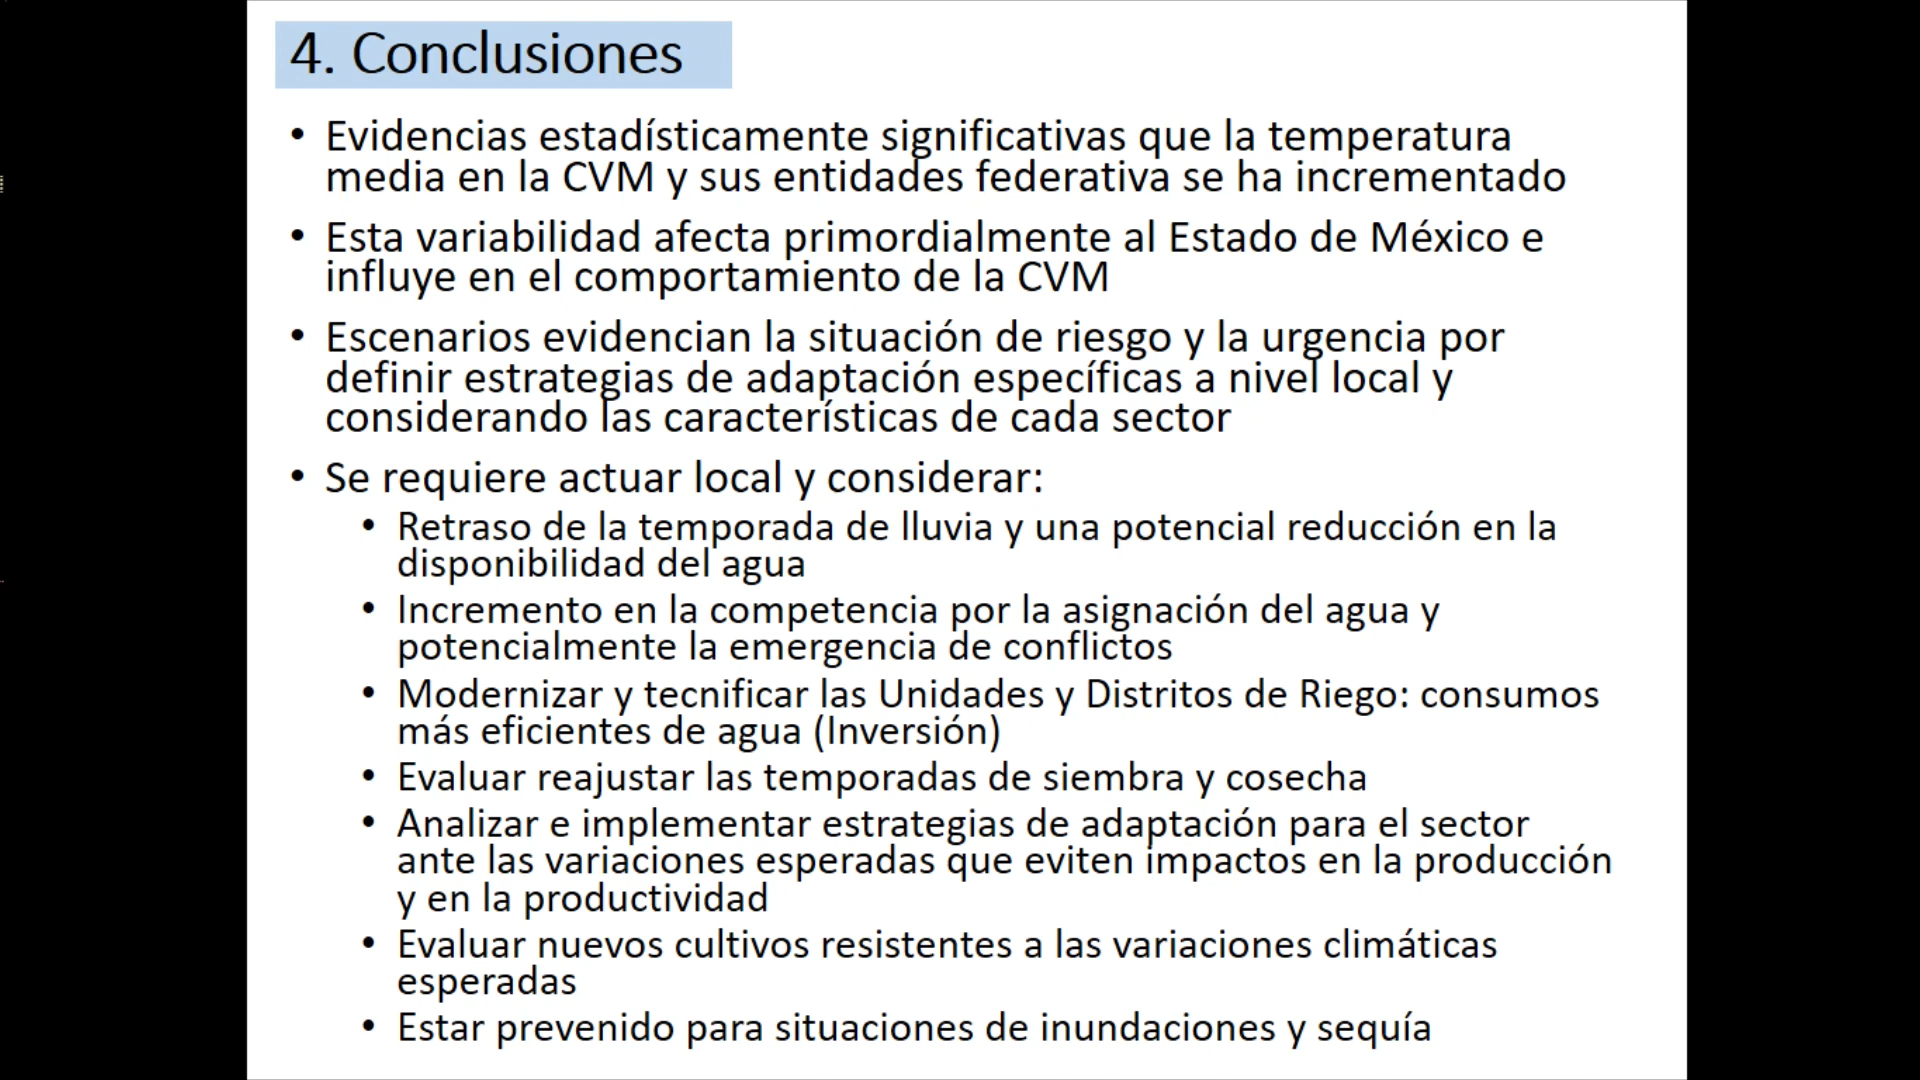 4. Conclusiones
• Evidencias estadísticamente significativas que la temperatura
media en la CVM y sus entidades federativa se ha incrementado
• Esta variabilidad afecta primordialmente al Estado de México e
influye en el comportamiento de la CVM
• Escenarios evidencian la situación de riesgo y la urgencia por
definir estrategias de adaptación específicas a nivel local y
considerando las características de cada sector
• Se requiere actuar local y considerar:
• Retraso de la temporada de lluvia y una potencial reducción en la
disponibilidad del agua
• Incremento en la competencia por la asignación del agua y
potencialmente la emergencia de conflictos
• Modernizar y tecnificar las Unidades y Distritos de Riego: consumos
más eficientes de agua (Inversión)
• Evaluar reajustar las temporadas de siembra y cosecha
• Analizar e implementar estrategias de adaptación para el sector
ante las variaciones esperadas que eviten impactos en la producción
y en la productividad
• Evaluar nuevos cultivos resistentes a las variaciones climáticas
esperadas
• Estar prevenido para situaciones de inundaciones y sequía